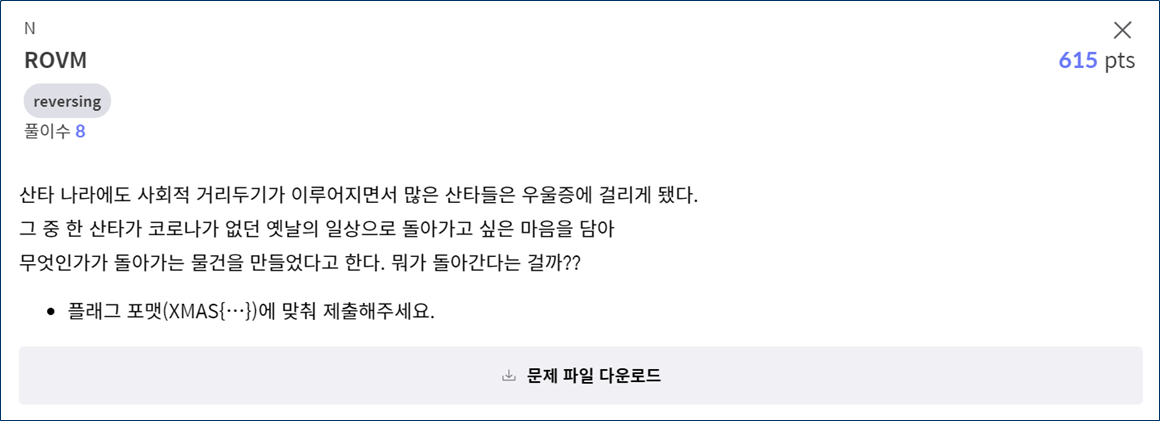 N
ROVM
615 pts
reversing
풀이수 8
산타 나라에도 사회적 거리두기가 이루어지면서 많은 산타들은 우울증에 걸리게 됐다.
그 중 한 산타가 코로나가 없던 옛날의 일상으로 돌아가고 싶은 마음을 담아
무엇인가가 돌아가는 물건을 만들었다고 한다. 뭐가 돌아간다는 걸까??
• 플래그 포맷(XMAS{⋯})에 맞춰 제출해주세요.
문제 파일 다운로드